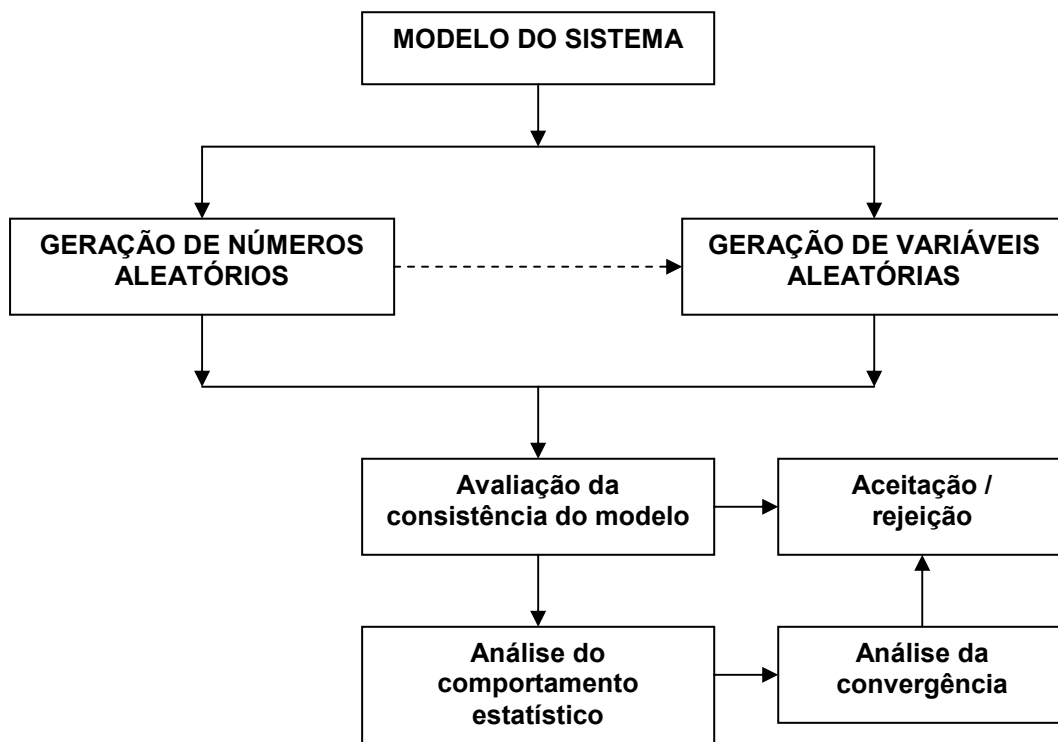 MODELO DO SISTEMA
GERAÇÃO DE NÚMEROS
ALEATÓRIOS
GERAÇÃO DE VARIÁVEIS
ALEATÓRIAS
Avaliação da
consistência do modelo
Aceitação /
rejeição
Análise do
comportamento
estatístico
Análise da
convergência